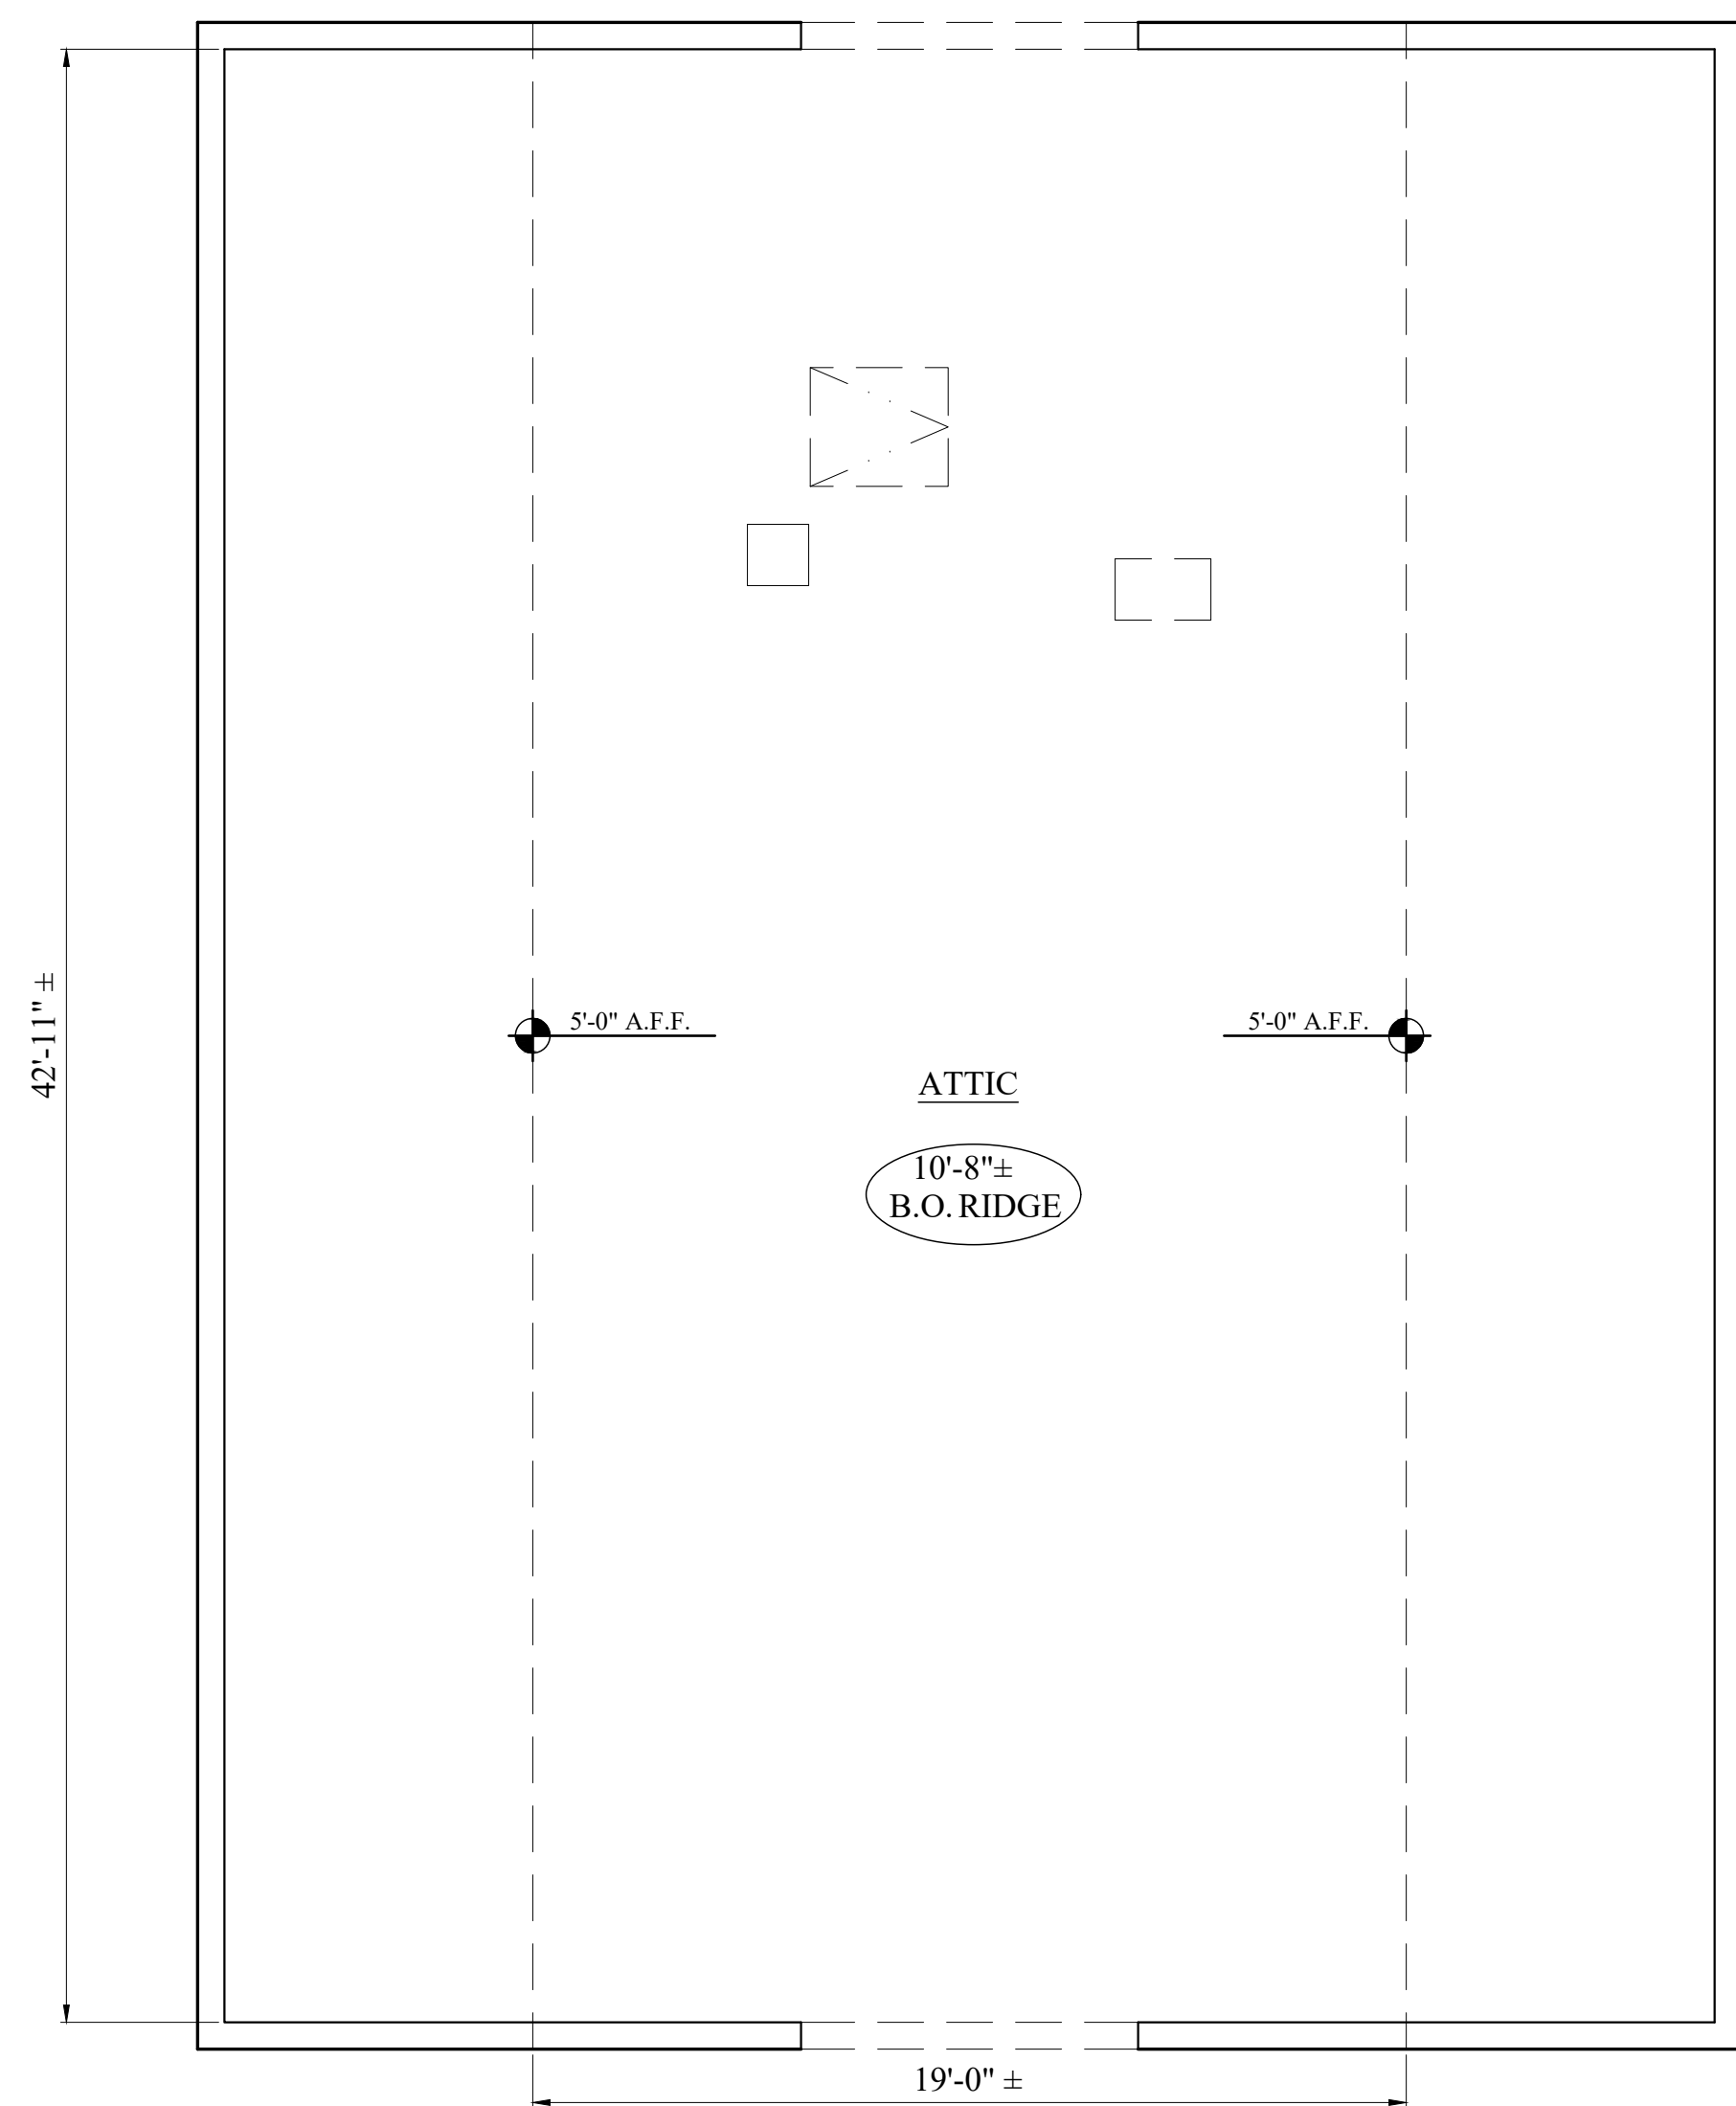 42'-11" ±
5'-0" A.F.F.
5'-0" A.F.F.
ATTIC
10'-8"±
B.O. RIDGE
19'-0" ±